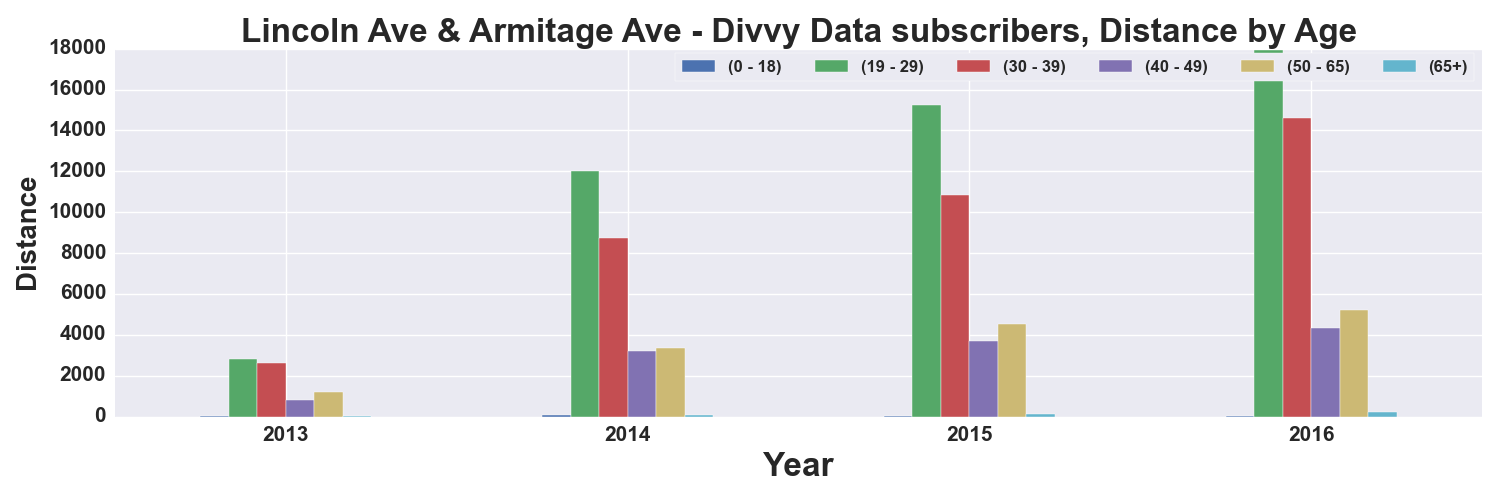 Lincoln Ave & Armitage Ave - Divvy Data subscribers, Distance by Age
18000
16000
14000
12000
10000
8000
6000
4000
2000
0
Distance
(0 - 18) (19 - 29) (30 - 39) (40 - 49) (50 - 65) (65+)
2013 2014 2015 2016
Year